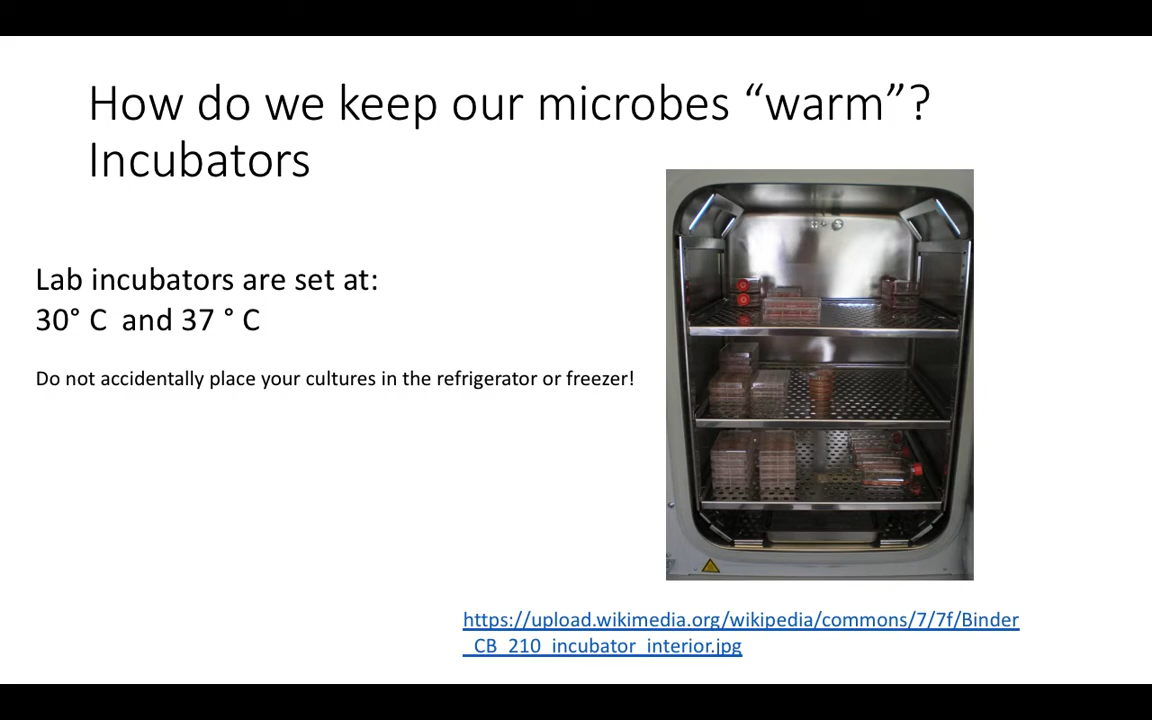 How do we keep our microbes “warm”?
Incubators
Lab incubators are set at:
30° C  and 37 ° C
Do not accidentally place your cultures in the refrigerator or freezer!
https://upload.wikimedia.org/wikipedia/commons/7/7f/Binder
_CB_210_incubator_interior.jpg